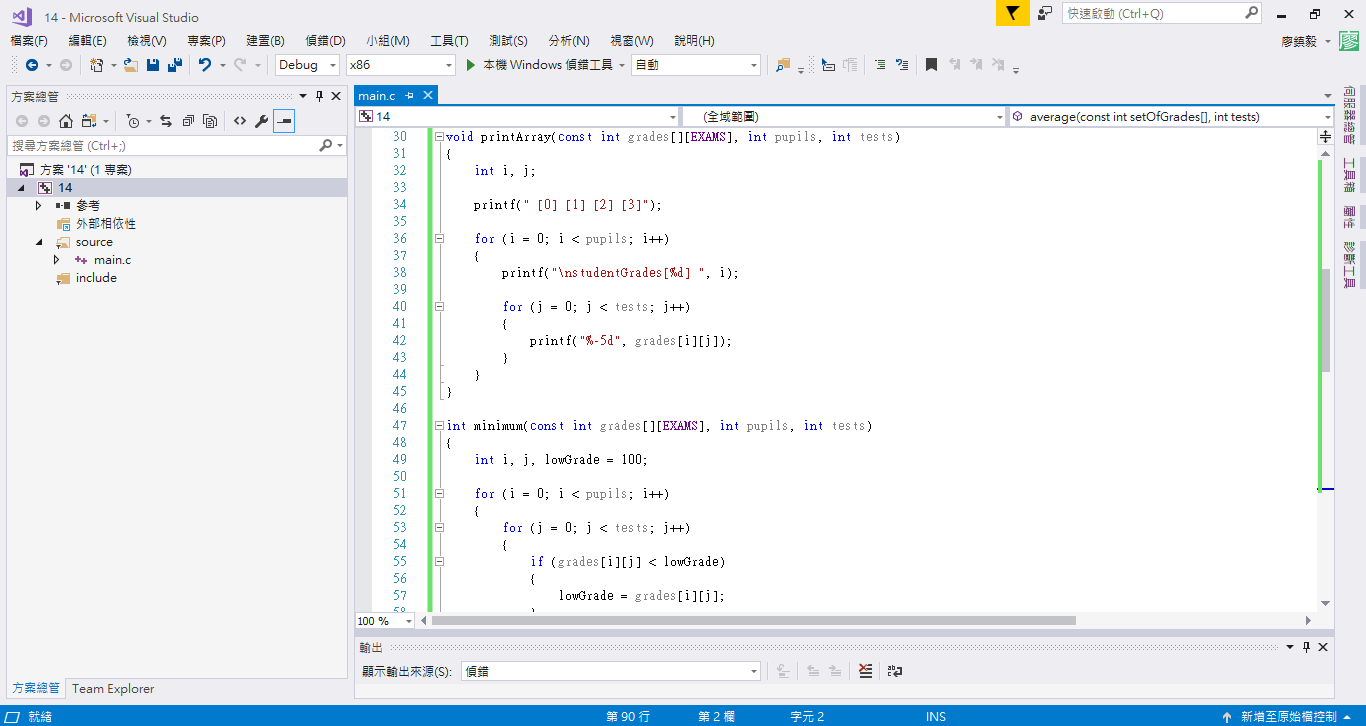 14 - Microsoft Visual Studio
快速啟動 (Ctrl+Q)
檔案(F) 編輯(E) 檢視(V) 專案(P) 建置(B) 偵錯(D) 小組(M) 工具(T) 測試(S) 分析(N) 視窗(W) 說明(H)
廖鎮毅 廖
Debug x86 本機 Windows 偵錯工具 自動
方案總管
搜尋方案總管 (Ctrl+;)
方案 '14' (1 專案)
14
參考
外部相依性
source
main.c
include
方案總管 Team Explorer
main.c
14 (全域範圍) average(const int setOfGrades[], int tests)
30 void printArray(const int grades[][EXAMS], int pupils, int tests)
31 {
32 int i, j;
33
34 printf(" [0] [1] [2] [3]");
35
36 for (i = 0; i < pupils; i++)
37 {
38 printf("\nstudentGrades[%d] ", i);
39
40 for (j = 0; j < tests; j++)
41 {
42 printf("%-5d", grades[i][j]);
43 }
44 }
45 }
46
47 int minimum(const int grades[][EXAMS], int pupils, int tests)
48 {
49 int i, j, lowGrade = 100;
50
51 for (i = 0; i < pupils; i++)
52 {
53 for (j = 0; j < tests; j++)
54 {
55 if (grades[i][j] < lowGrade)
56 {
57 lowGrade = grades[i][j];
58 }
100 %
輸出
顯示輸出來源(S): 偵錯
伺服器總管
工具箱
屬性
診斷工具
就緒 第 90 行 第 2 欄 字元 2 INS 新增至原始檔控制